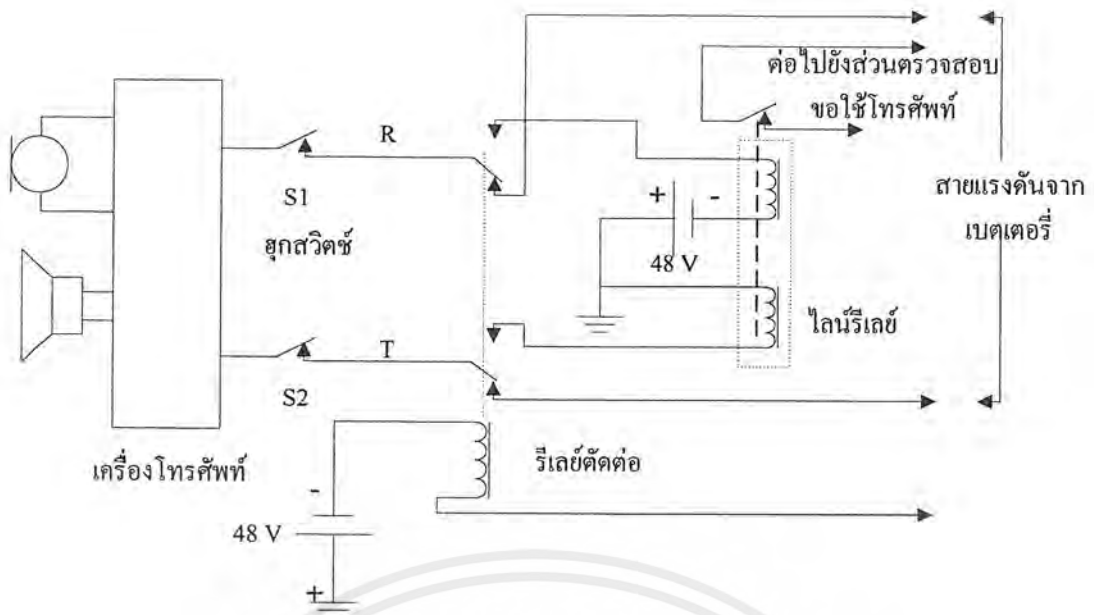 ต่อไปยังส่วนตรวจสอบ
ขอใช้โทรศัพท์
R
S1
ฮุกสวิตช์
+
-
48 V
สายแรงดันจาก
เบตเตอรี่
ไลน์รีเลย์
T
S2
รีเลย์ตัดต่อ
เครื่องโทรศัพท์
-
48 V
+